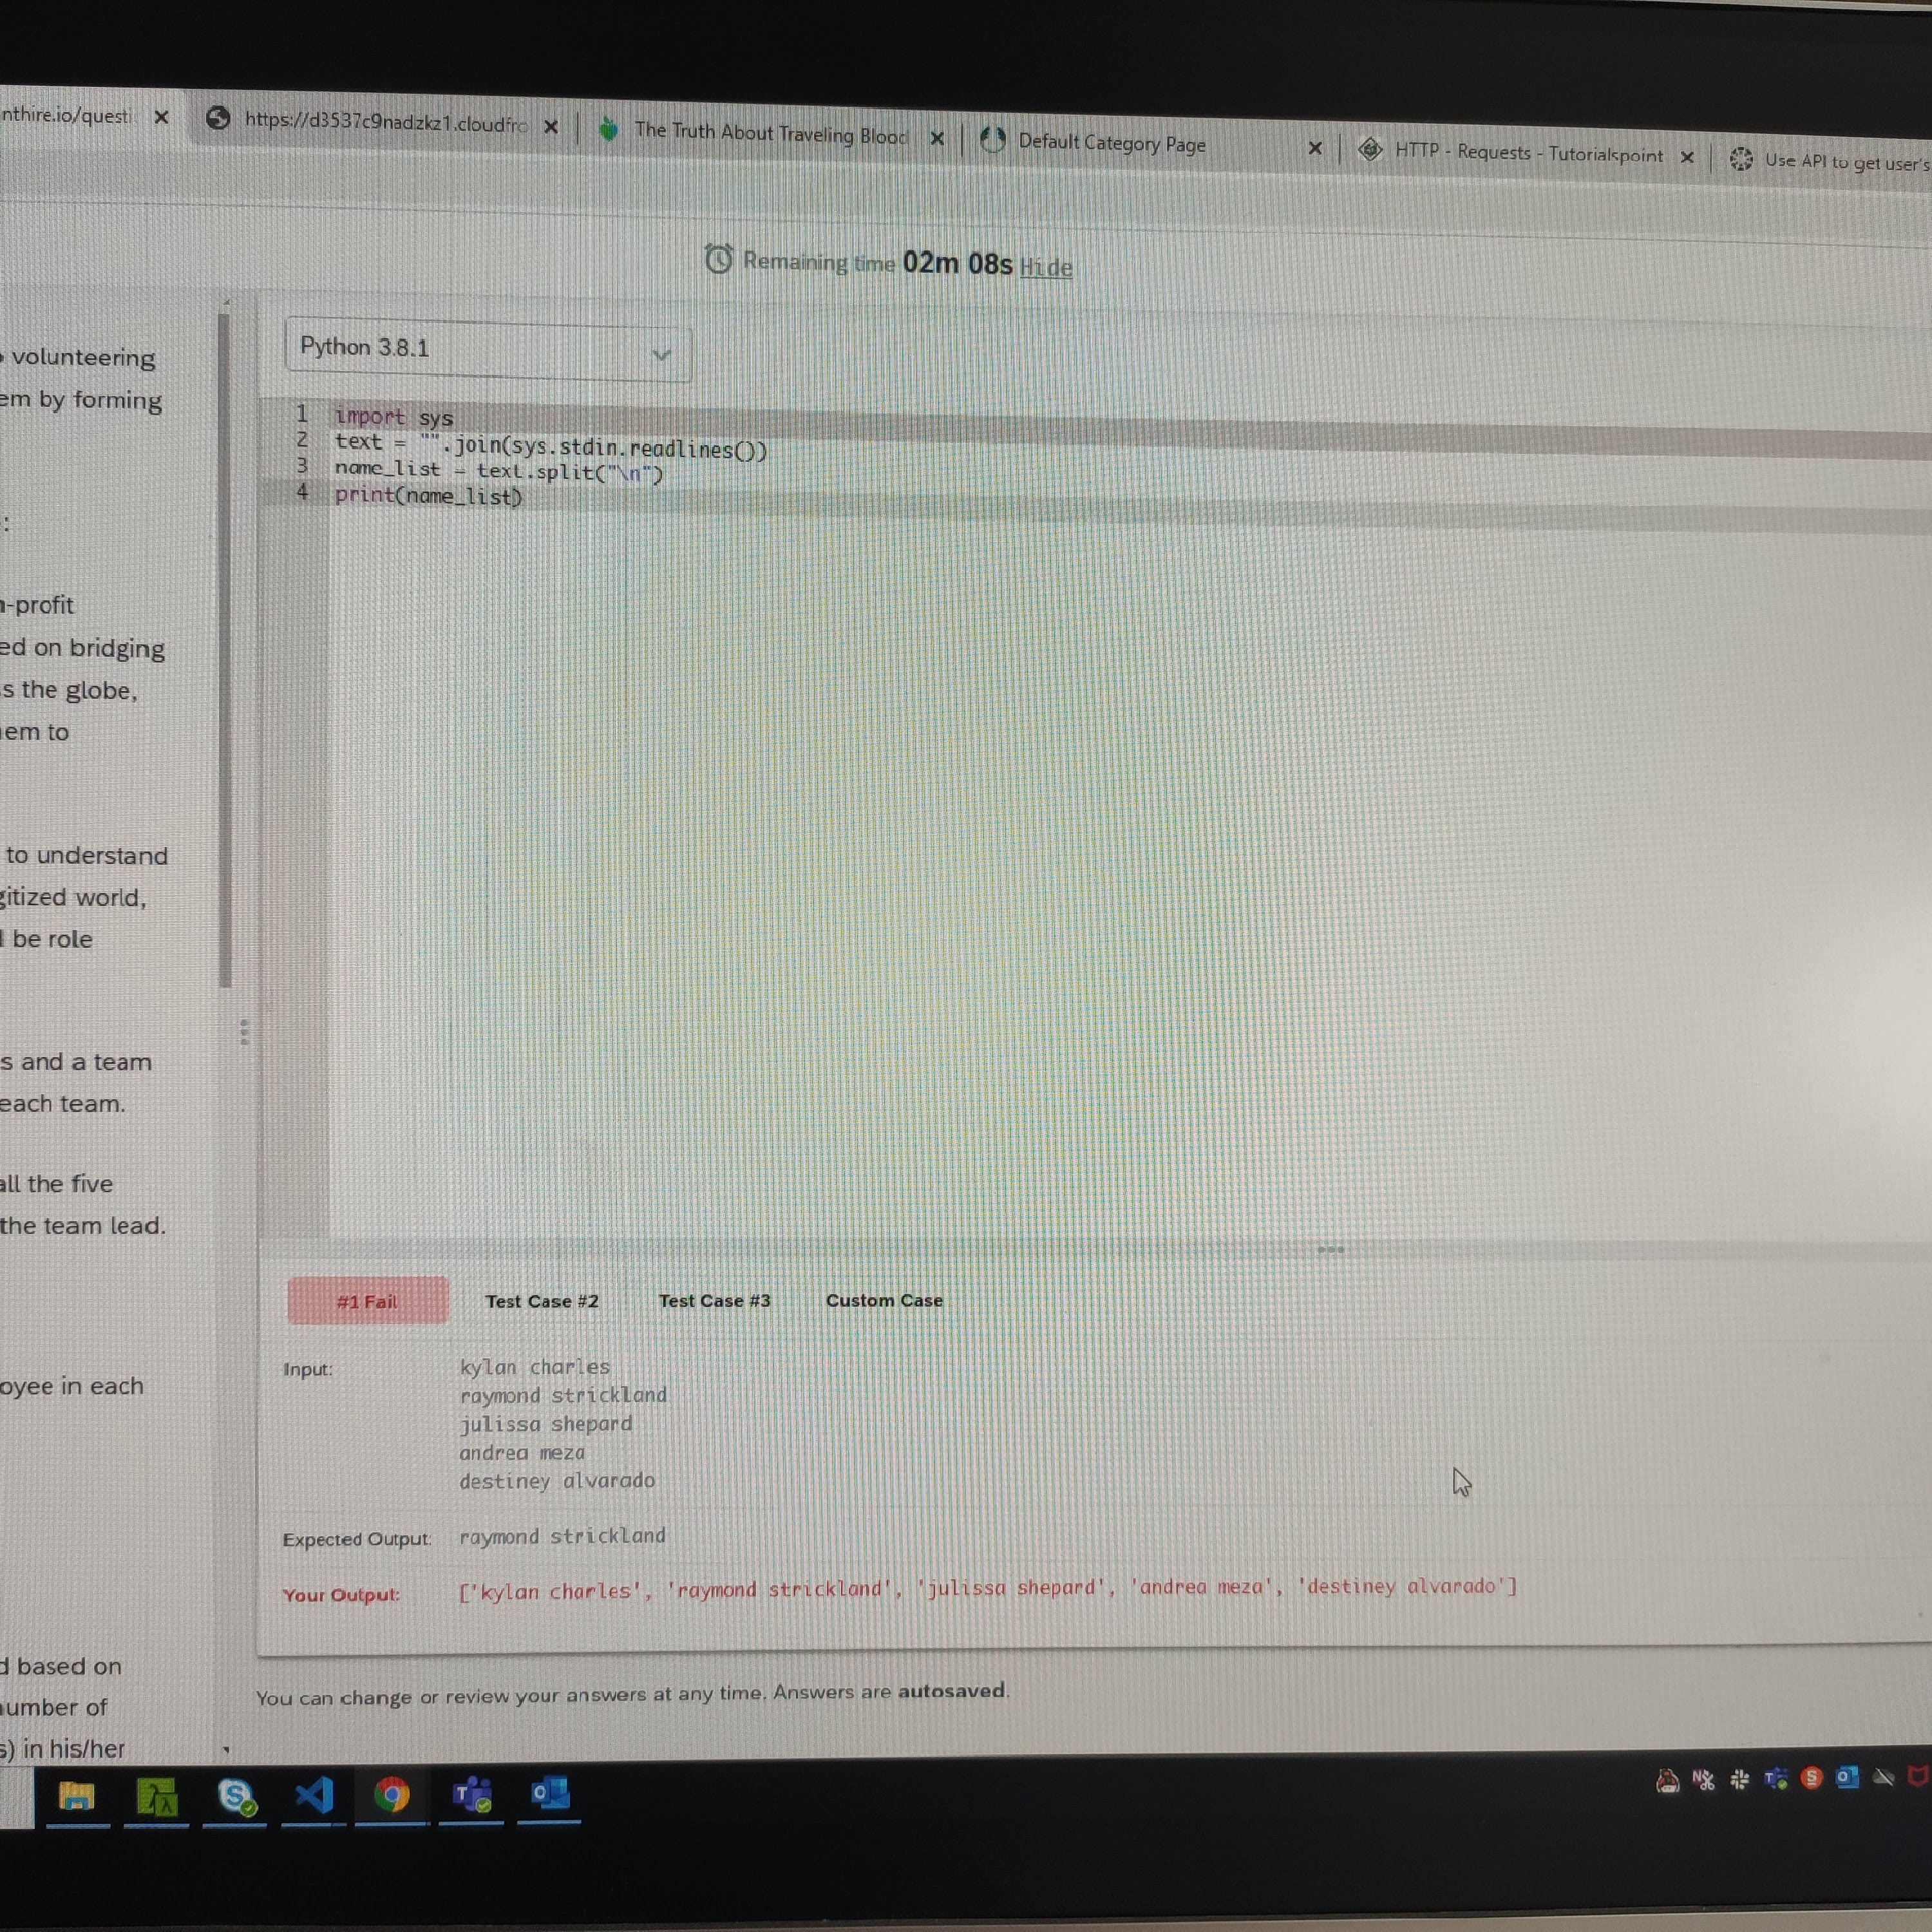 nthire.io/questi
https://d3537c9nadzkz1.cloudfro
The Truth About Traveling Blood
Default Category Page
HTTP - Requests - Tutorialspoint
Use API to get user's
Remaining time 02m 08s Hide
volunteering
em by forming
:
n-profit
ed on bridging
s the globe,
em to
to understand
gitized world,
be role
s and a team
each team.
all the five
the team lead.
oyee in each
d based on
umber of
s) in his/her
Python 3.8.1
1 import sys
2 text = "".join(sys.stdin.readlines())
3 name_list = text.split("\n")
4 print(name_list)
#1 Fail Test Case #2 Test Case #3 Custom Case
Input: kylan charles
raymond strickland
julissa shepard
andrea meza
destiney alvarado
Expected Output: raymond strickland
Your Output: ['kylan charles', 'raymond strickland', 'julissa shepard', 'andrea meza', 'destiney alvarado']
You can change or review your answers at any time. Answers are autosaved.